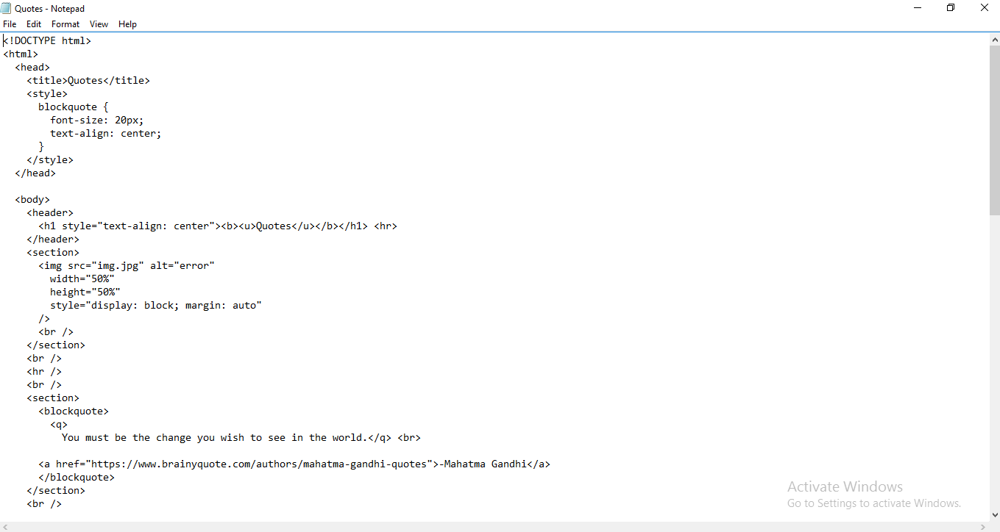 Quotes - Notepad
File Edit Format View Help
<!DOCTYPE html>
<html>
  <head>
    <title>Quotes</title>
    <style>
      blockquote {
        font-size: 20px;
        text-align: center;
      }
    </style>
  </head>

  <body>
    <header>
      <h1 style="text-align: center"><b><u>Quotes</u></b></h1> <hr>
    </header>
    <section>
      <img src="img.jpg" alt="error"
        width="50%"
        height="50%"
        style="display: block; margin: auto"
      />
      <br />
    </section>
    <br />
    <hr />
    <br />
    <section>
      <blockquote>
        <q>
          You must be the change you wish to see in the world.</q> <br>

      <a href="https://www.brainyquote.com/authors/mahatma-gandhi-quotes">-Mahatma Gandhi</a>
      </blockquote>
    </section>
    <br />
Activate Windows
Go to Settings to activate Windows.